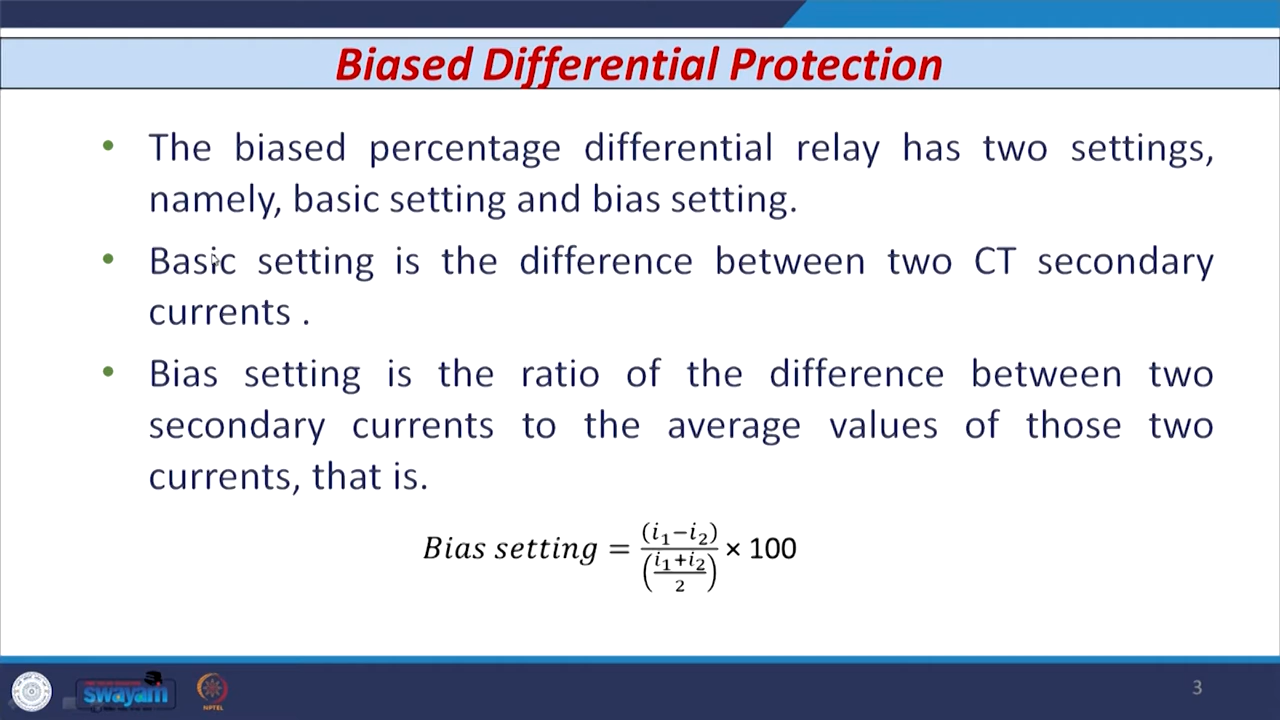 Biased Differential Protection
• The biased percentage differential relay has two settings,
namely, basic setting and bias setting.
• Basic setting is the difference between two CT secondary
currents .
• Bias setting is the ratio of the difference between two
secondary currents to the average values of those two
currents, that is.
Bias setting = (i₁−i₂) / ((i₁+i₂)/2) × 100
swayam
NPTEL
3